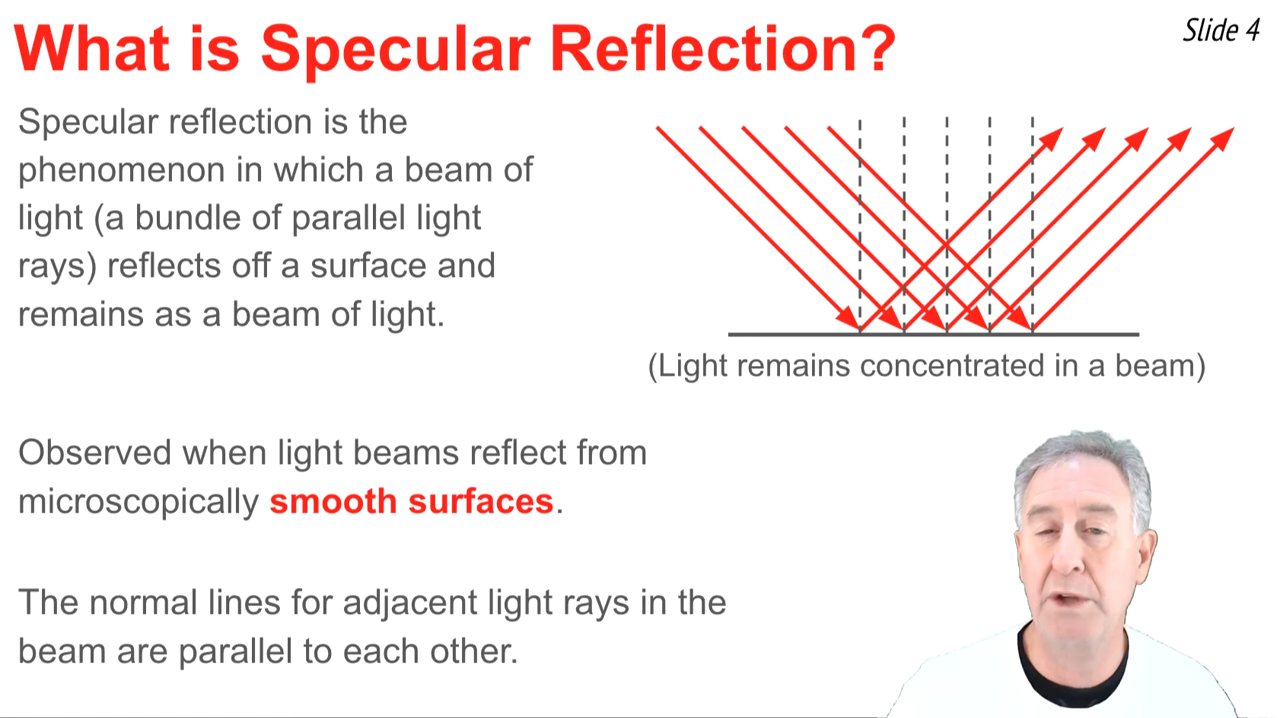 What is Specular Reflection?
Slide 4
Specular reflection is the
phenomenon in which a beam of
light (a bundle of parallel light
rays) reflects off a surface and
remains as a beam of light.
(Light remains concentrated in a beam)
Observed when light beams reflect from
microscopically smooth surfaces.
The normal lines for adjacent light rays in the
beam are parallel to each other.